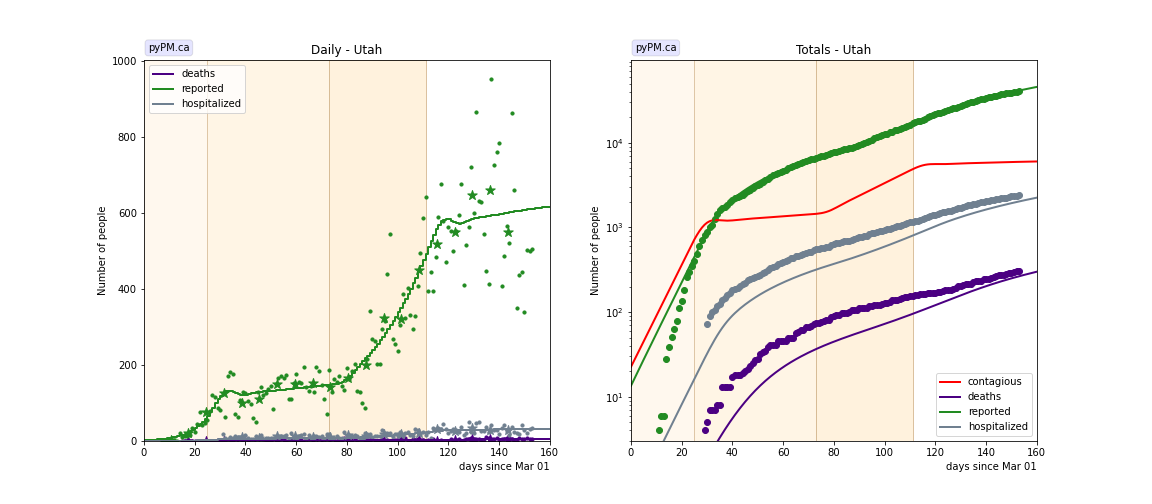 pyPM.ca
Daily - Utah
1000
800
600
400
200
0
Number of people
deaths
reported
hospitalized
0 20 40 60 80 100 120 140 160
days since Mar 01
pyPM.ca
Totals - Utah
10⁴
10³
10²
10¹
Number of people
contagious
deaths
reported
hospitalized
0 20 40 60 80 100 120 140 160
days since Mar 01